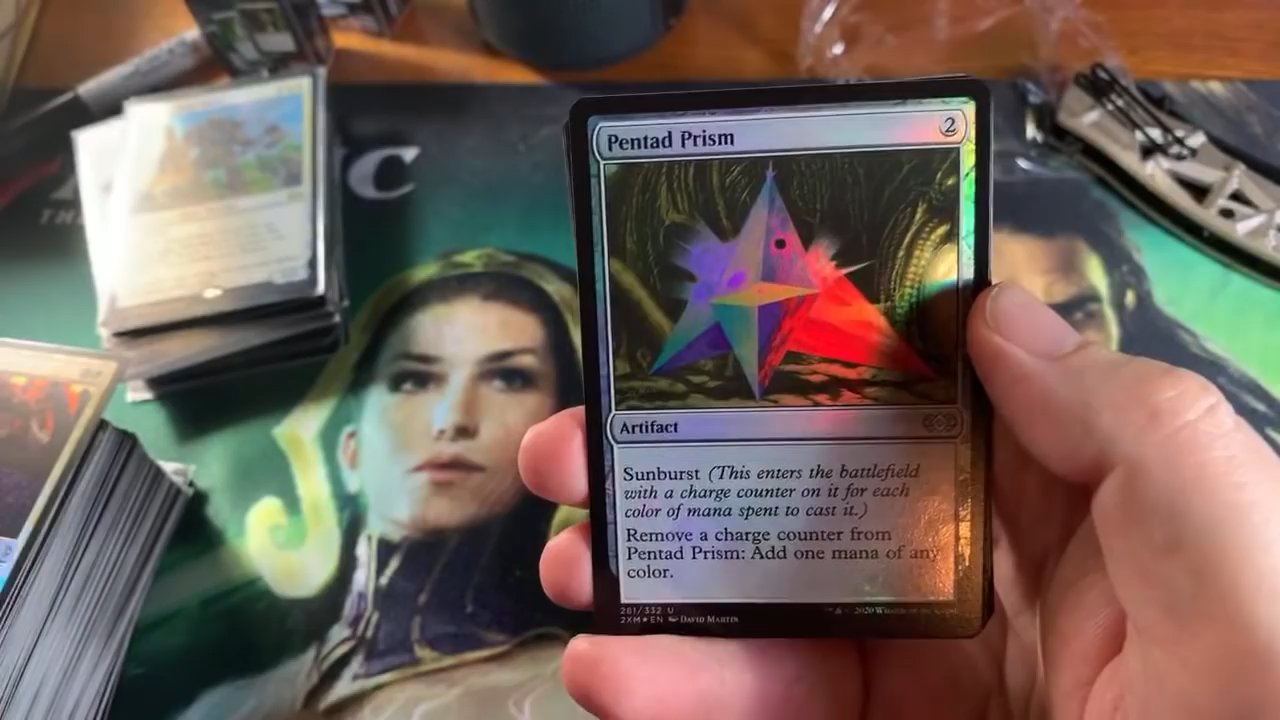 Pentad Prism 2
Artifact
Sunburst (This enters the battlefield
with a charge counter on it for each
color of mana spent to cast it.)
Remove a charge counter from
Pentad Prism: Add one mana of any
color.
261/332 U
2XM★EN DAVID MARTIN
2020
C
TH